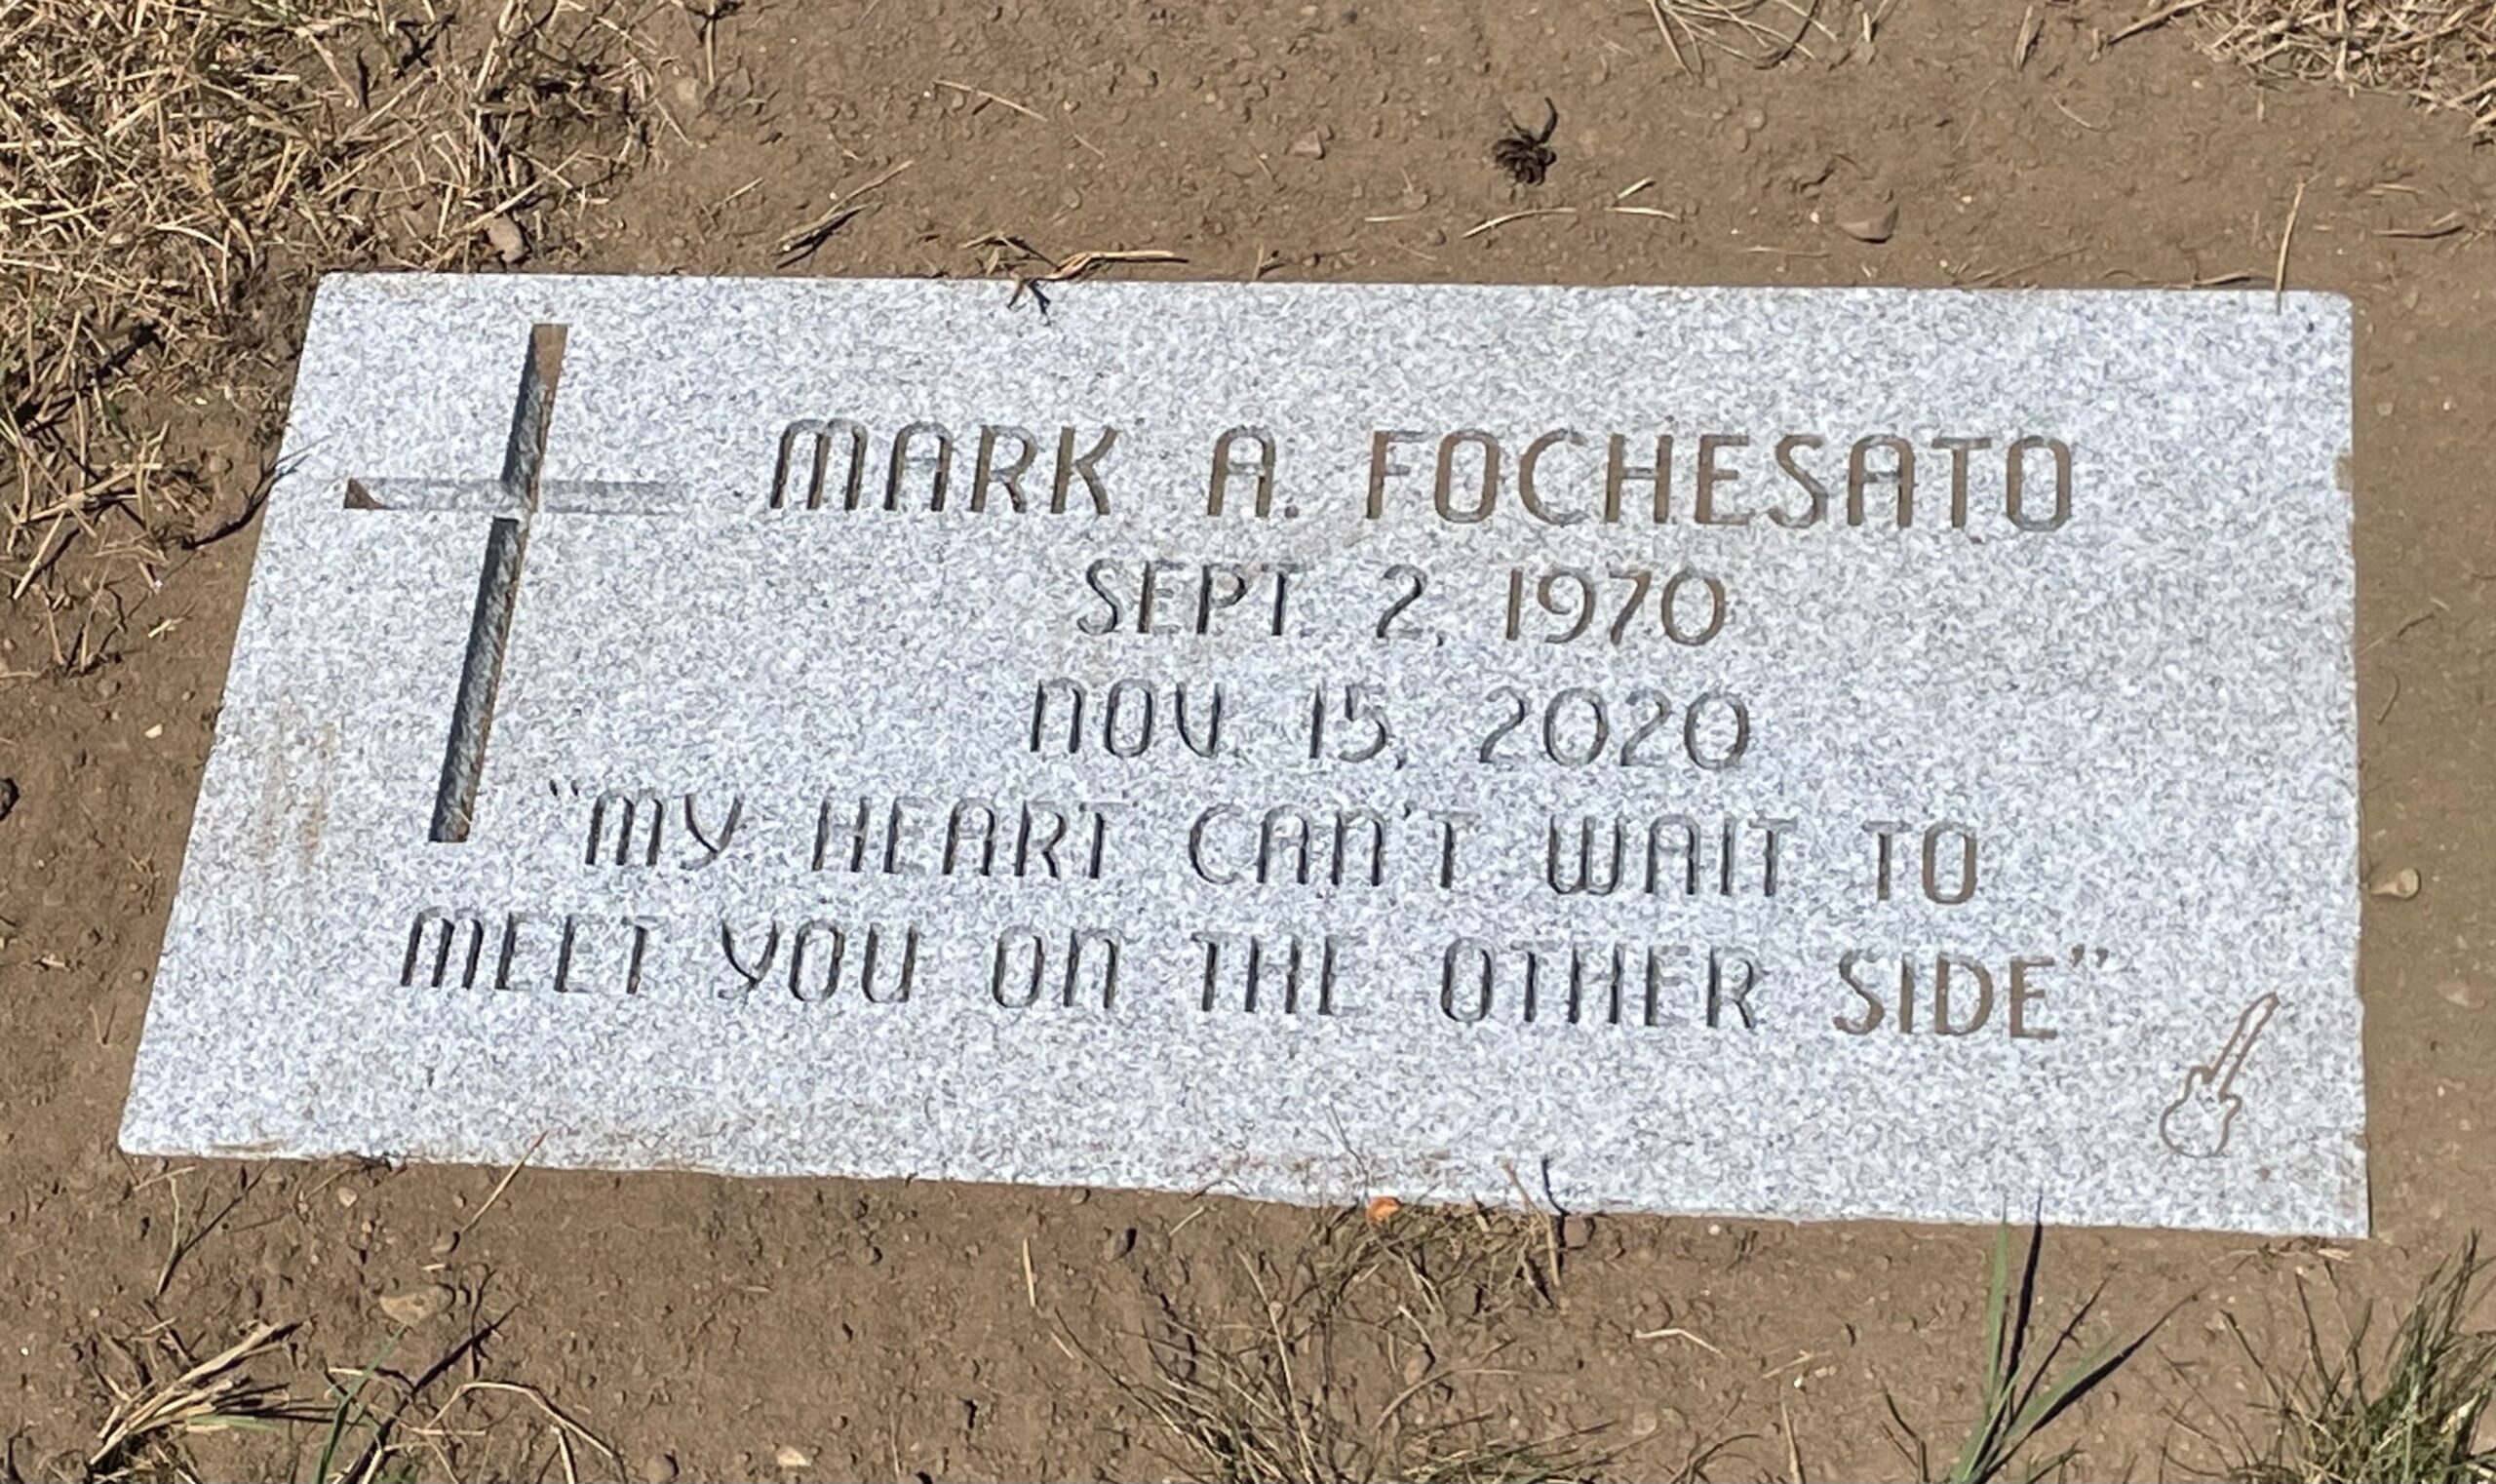 MARK A. FOCHESATO
SEPT. 2, 1970
NOV. 15, 2020
"MY HEART CAN'T WAIT TO
MEET YOU ON THE OTHER SIDE"